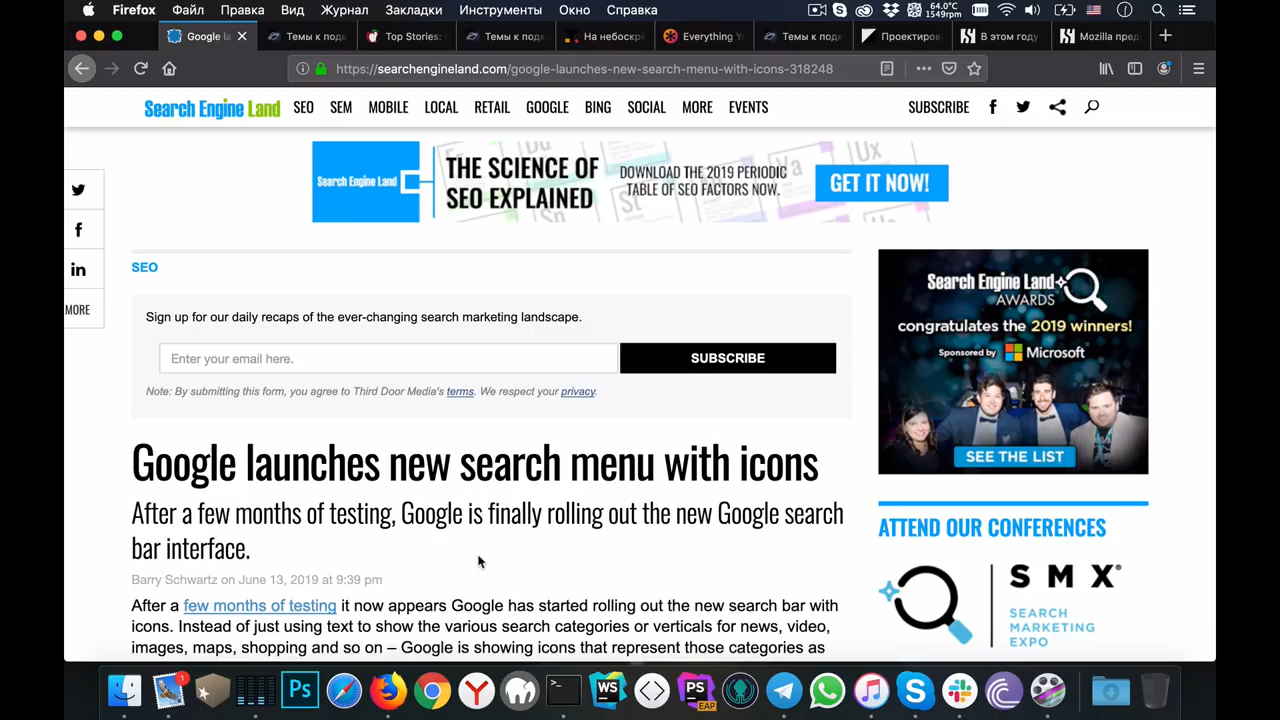 Firefox Файл Правка Вид Журнал Закладки Инструменты Окно Справка
64.0°C
1549rpm
Google la
Темы к подк
Top Stories:
Темы к подк
На небоскр
Everything Y
Темы к подк
Проектиров
В этом году
Mozilla пред
https://searchengineland.com/google-launches-new-search-menu-with-icons-318248
Search Engine Land SEO SEM MOBILE LOCAL RETAIL GOOGLE BING SOCIAL MORE EVENTS SUBSCRIBE
Search Engine Land
THE SCIENCE OF
SEO EXPLAINED
DOWNLOAD THE 2019 PERIODIC
TABLE OF SEO FACTORS NOW.
GET IT NOW!
MORE
SEO
Sign up for our daily recaps of the ever-changing search marketing landscape.
Enter your email here.
SUBSCRIBE
Note: By submitting this form, you agree to Third Door Media's terms. We respect your privacy.
Google launches new search menu with icons
After a few months of testing, Google is finally rolling out the new Google search
bar interface.
Barry Schwartz on June 13, 2019 at 9:39 pm
After a few months of testing it now appears Google has started rolling out the new search bar with
icons. Instead of just using text to show the various search categories or verticals for news, video,
images, maps, shopping and so on – Google is showing icons that represent those categories as
Search Engine Land
AWARDS
congratulates the 2019 winners!
Sponsored by Microsoft
SEE THE LIST
ATTEND OUR CONFERENCES
SMX
SEARCH
MARKETING
EXPO
1
Ps
WS
PS
EAP